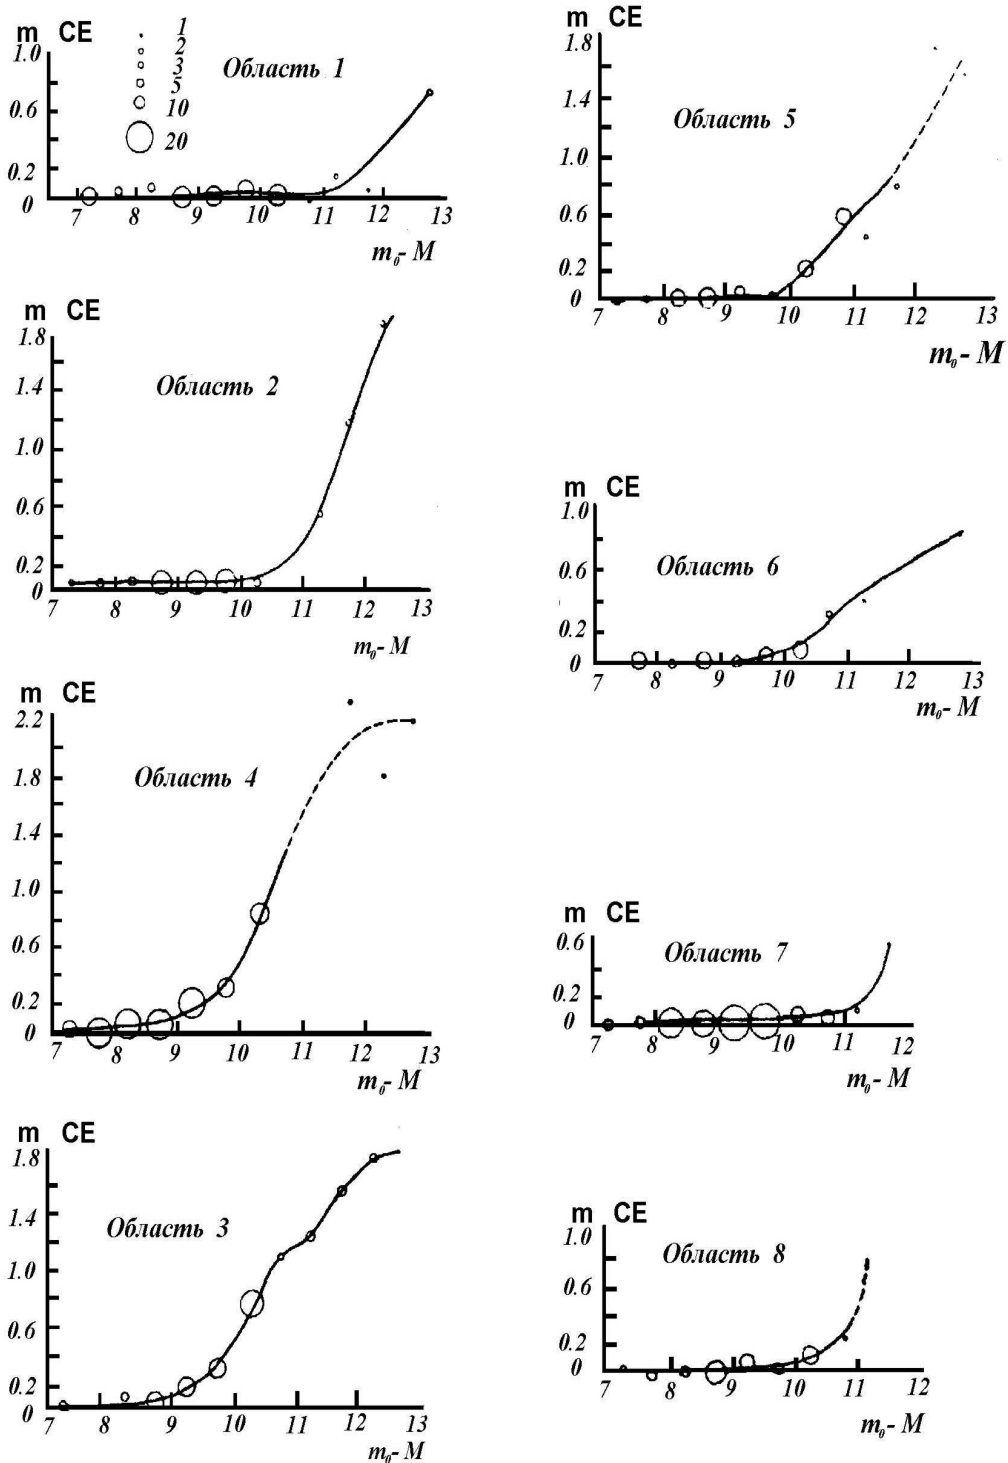 m CE
1.0
0.6
0.2
0
1
2
3
5
10
20
Область 1
7 8 9 10 11 12 13
m₀- M
m CE
1.8
1.4
1.0
0.6
0.2
0
Область 2
7 8 9 10 11 12 13
m₀- M
m CE
2.2
1.8
1.4
1.0
0.6
0.2
0
Область 4
7 8 9 10 11 12 13
m₀- M
m CE
1.8
1.4
1.0
0.6
0.2
0
Область 3
7 8 9 10 11 12 13
m₀- M
m CE
1.8
1.4
1.0
0.6
0.2
0
Область 5
7 8 9 10 11 12 13
m₀- M
m CE
1.0
0.6
0.2
0
Область 6
7 8 9 10 11 12 13
m₀- M
m CE
0.6
0.2
0
Область 7
7 8 9 10 11 12
m₀- M
m CE
1.0
0.6
0.2
0
Область 8
7 8 9 10 11 12
m₀- M